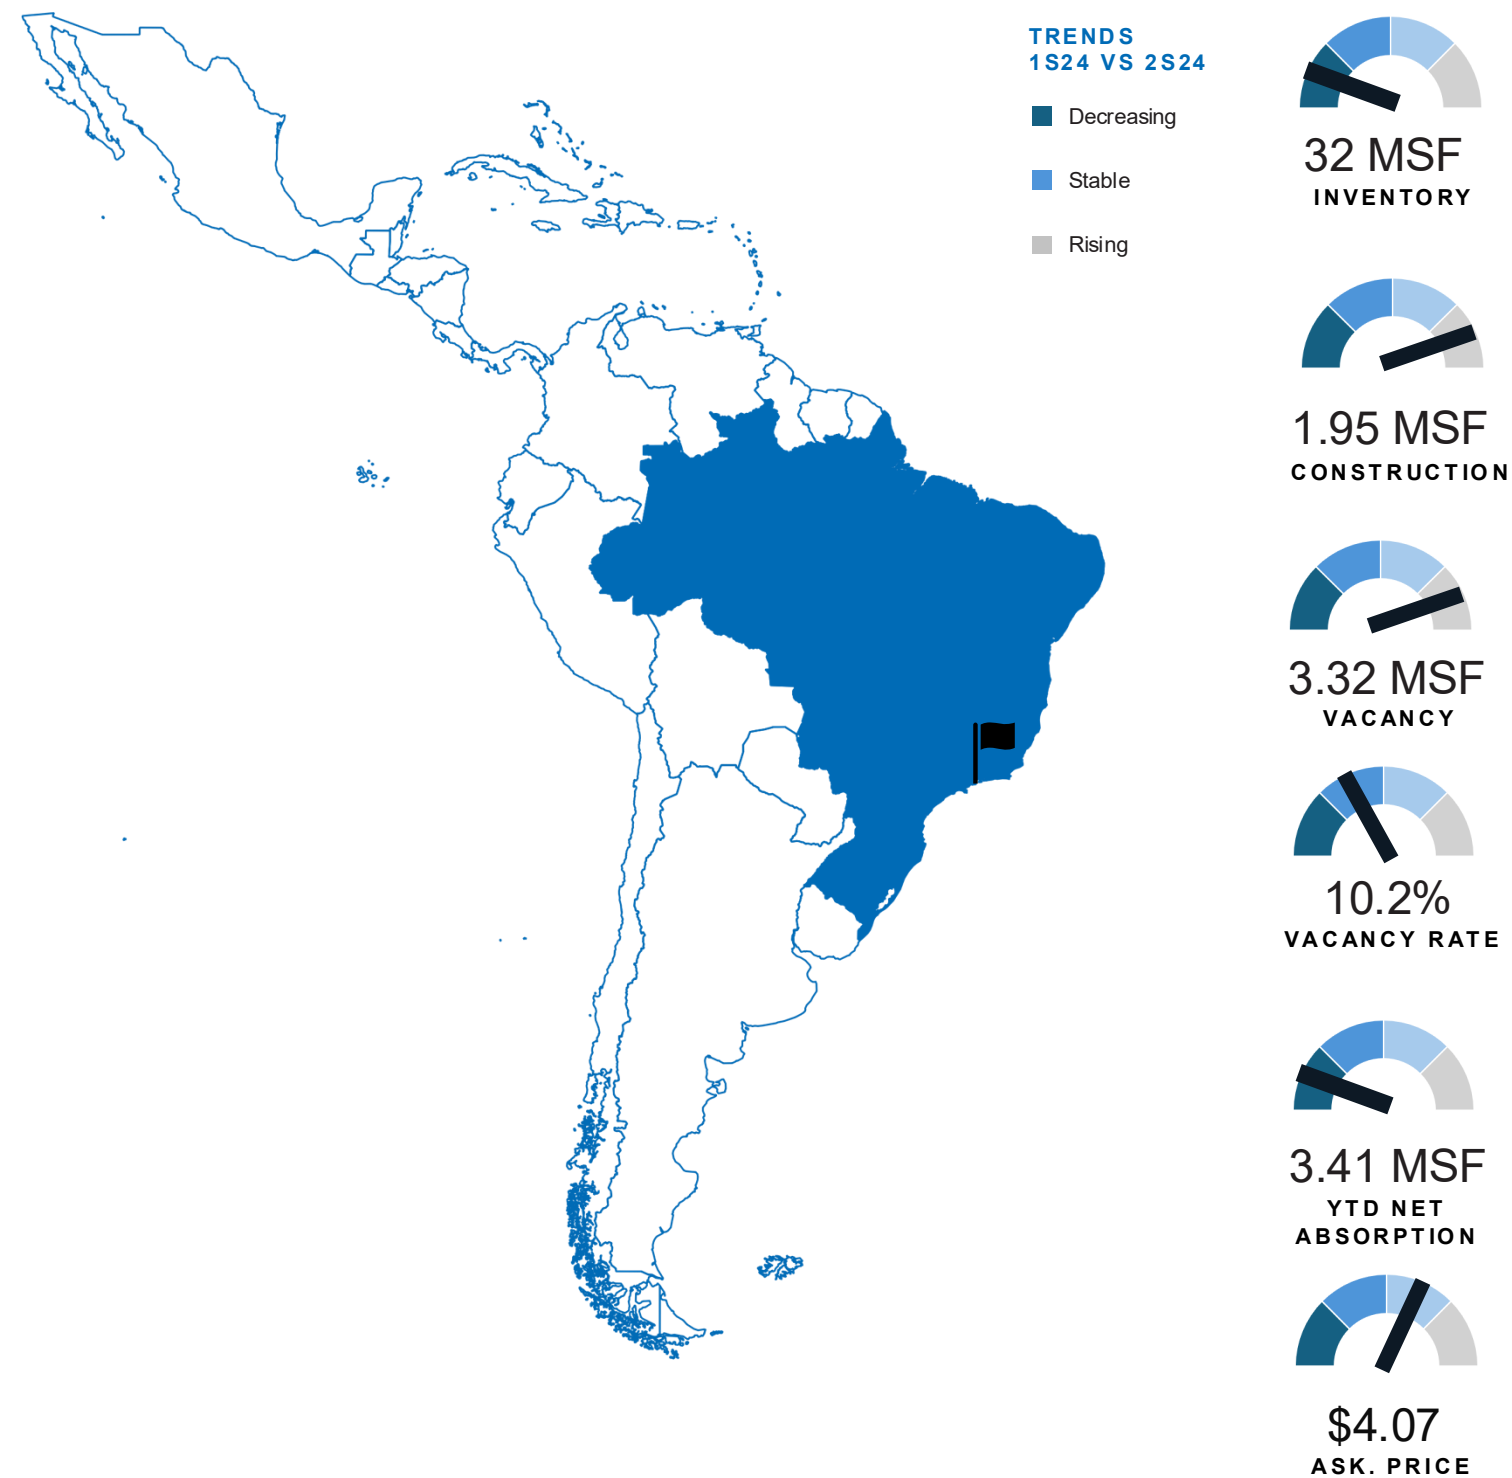 TRENDS
1S24 VS 2S24
Decreasing
Stable
Rising
32 MSF
INVENTORY
1.95 MSF
CONSTRUCTION
3.32 MSF
VACANCY
10.2%
VACANCY RATE
3.41 MSF
YTD NET
ABSORPTION
$4.07
ASK. PRICE